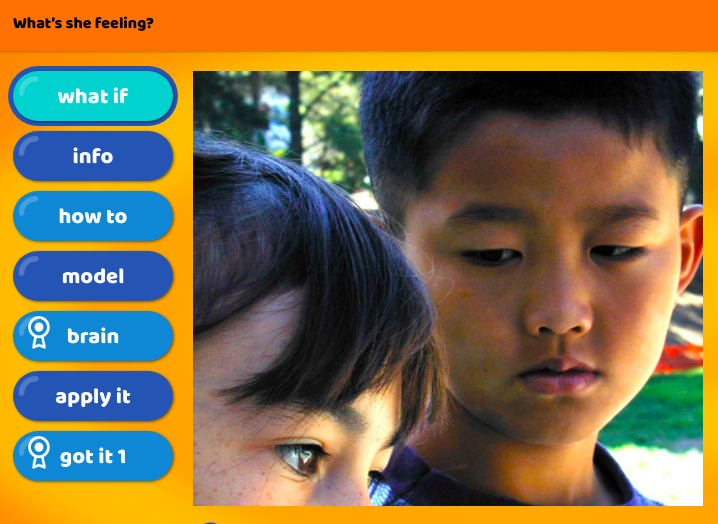 What's she feeling?
what if
info
how to
model
brain
apply it
got it 1